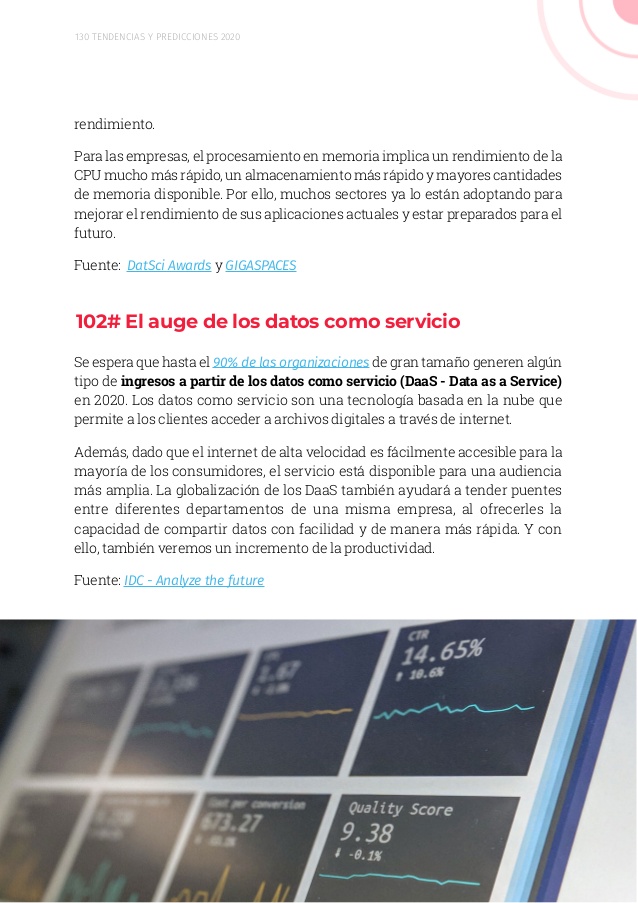 130 TENDENCIAS Y PREDICCIONES 2020
rendimiento.
Para las empresas, el procesamiento en memoria implica un rendimiento de la
CPU mucho más rápido, un almacenamiento más rápido y mayores cantidades
de memoria disponible. Por ello, muchos sectores ya lo están adoptando para
mejorar el rendimiento de sus aplicaciones actuales y estar preparados para el
futuro.
Fuente: DatSci Awards y GIGASPACES
102# El auge de los datos como servicio
Se espera que hasta el 90% de las organizaciones de gran tamaño generen algún
tipo de ingresos a partir de los datos como servicio (DaaS - Data as a Service)
en 2020. Los datos como servicio son una tecnología basada en la nube que
permite a los clientes acceder a archivos digitales a través de internet.
Además, dado que el internet de alta velocidad es fácilmente accesible para la
mayoría de los consumidores, el servicio está disponible para una audiencia
más amplia. La globalización de los DaaS también ayudará a tender puentes
entre diferentes departamentos de una misma empresa, al ofrecerles la
capacidad de compartir datos con facilidad y de manera más rápida. Y con
ello, también veremos un incremento de la productividad.
Fuente: IDC - Analyze the future
CTR
14.65%
10.6%
Cost per conversion
673.27
Quality Score
9.38
-0.1%